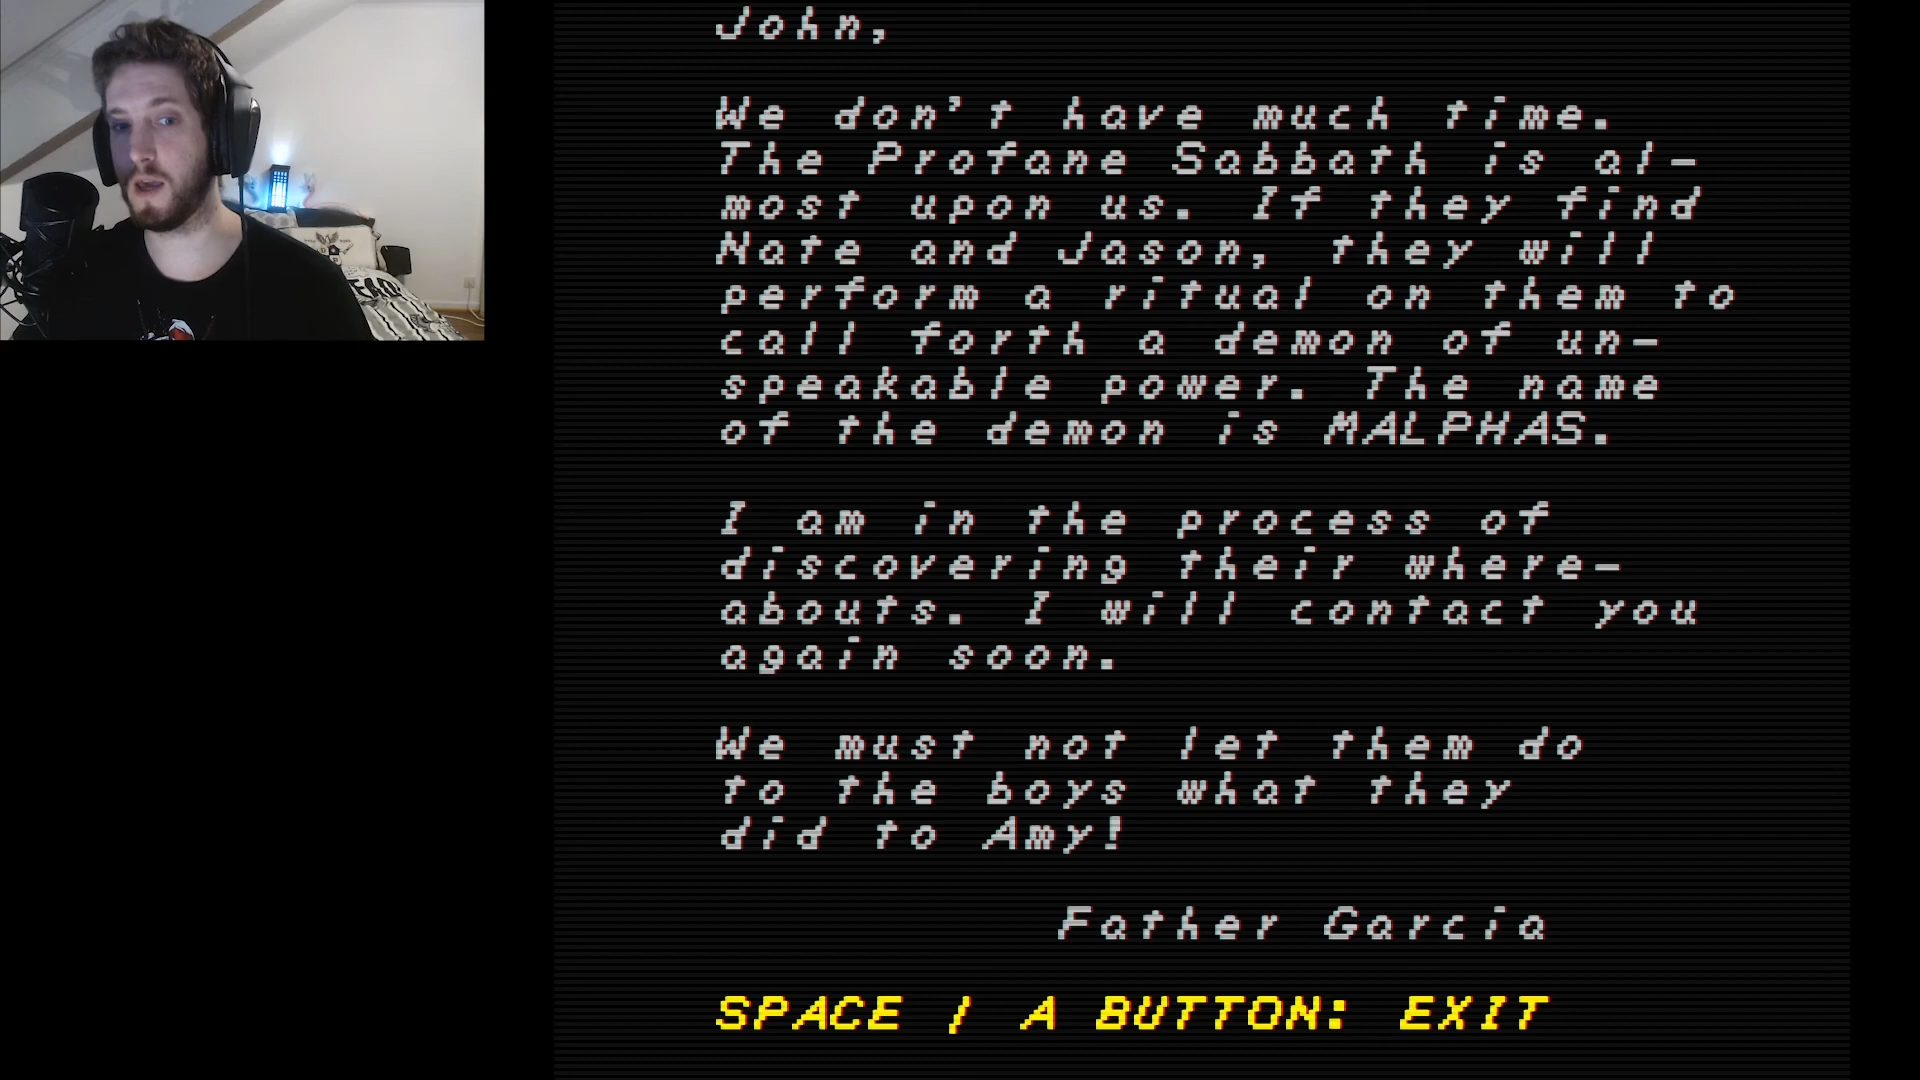 John,
We don't have much time.
The Profane Sabbath is al-
most upon us. If they find
Nate and Jason, they will
perform a ritual on them to
call forth a demon of un-
speakable power. The name
of the demon is MALPHAS.
I am in the process of
discovering their where-
abouts. I will contact you
again soon.
We must not let them do
to the boys what they
did to Amy!
Father Garcia
SPACE / A BUTTON: EXIT